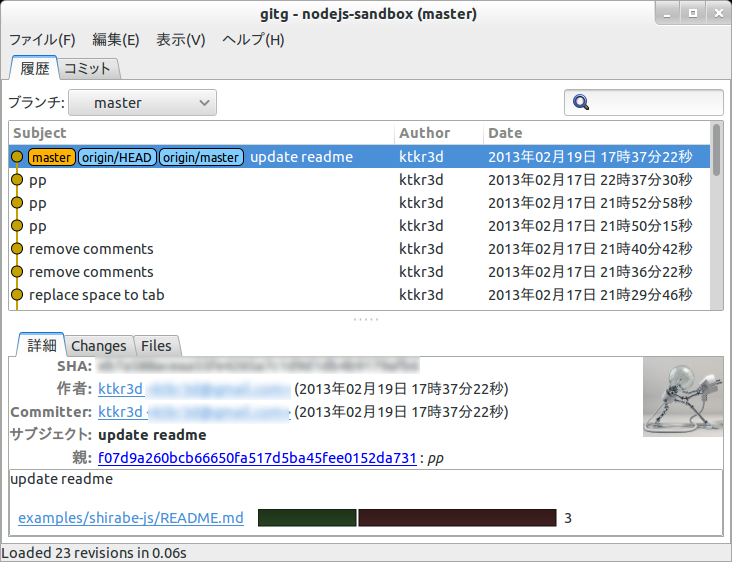 gitg - nodejs-sandbox (master)
ファイル(F) 編集(E) 表示(V) ヘルプ(H)
履歴 コミット
ブランチ: master
Subject Author Date
master origin/HEAD origin/master update readme ktkr3d 2013年02月19日 17時37分22秒
pp ktkr3d 2013年02月17日 22時37分30秒
pp ktkr3d 2013年02月17日 21時52分58秒
pp ktkr3d 2013年02月17日 21時50分15秒
remove comments ktkr3d 2013年02月17日 21時40分42秒
remove comments ktkr3d 2013年02月17日 21時36分22秒
replace space to tab ktkr3d 2013年02月17日 21時29分46秒
詳細 Changes Files
SHA:
作者: ktkr3d (2013年02月19日 17時37分22秒)
Committer: ktkr3d (2013年02月19日 17時37分22秒)
サブジェクト: update readme
親: f07d9a260bcb66650fa517d5ba45fee0152da731 : pp
update readme
examples/shirabe-js/README.md 3
Loaded 23 revisions in 0.06s